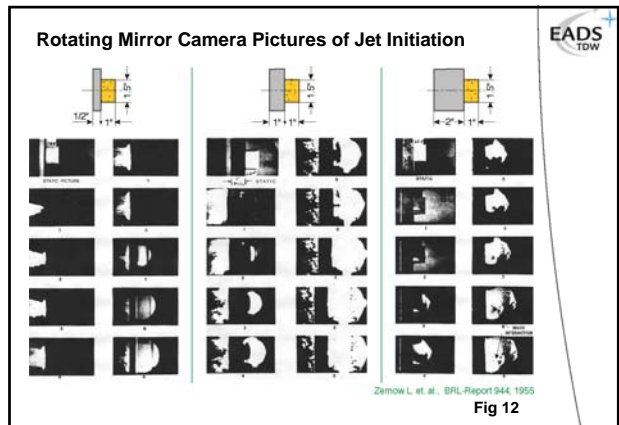 Rotating Mirror Camera Pictures of Jet Initiation
EADS
TDW
1.5"
1/2"
1"
1.5"
1"
1"
1.5"
2"
1"
STATIC PICTURE
STATIC
STATIC
Zernow L. et. al., BRL-Report 944, 1955
Fig 12